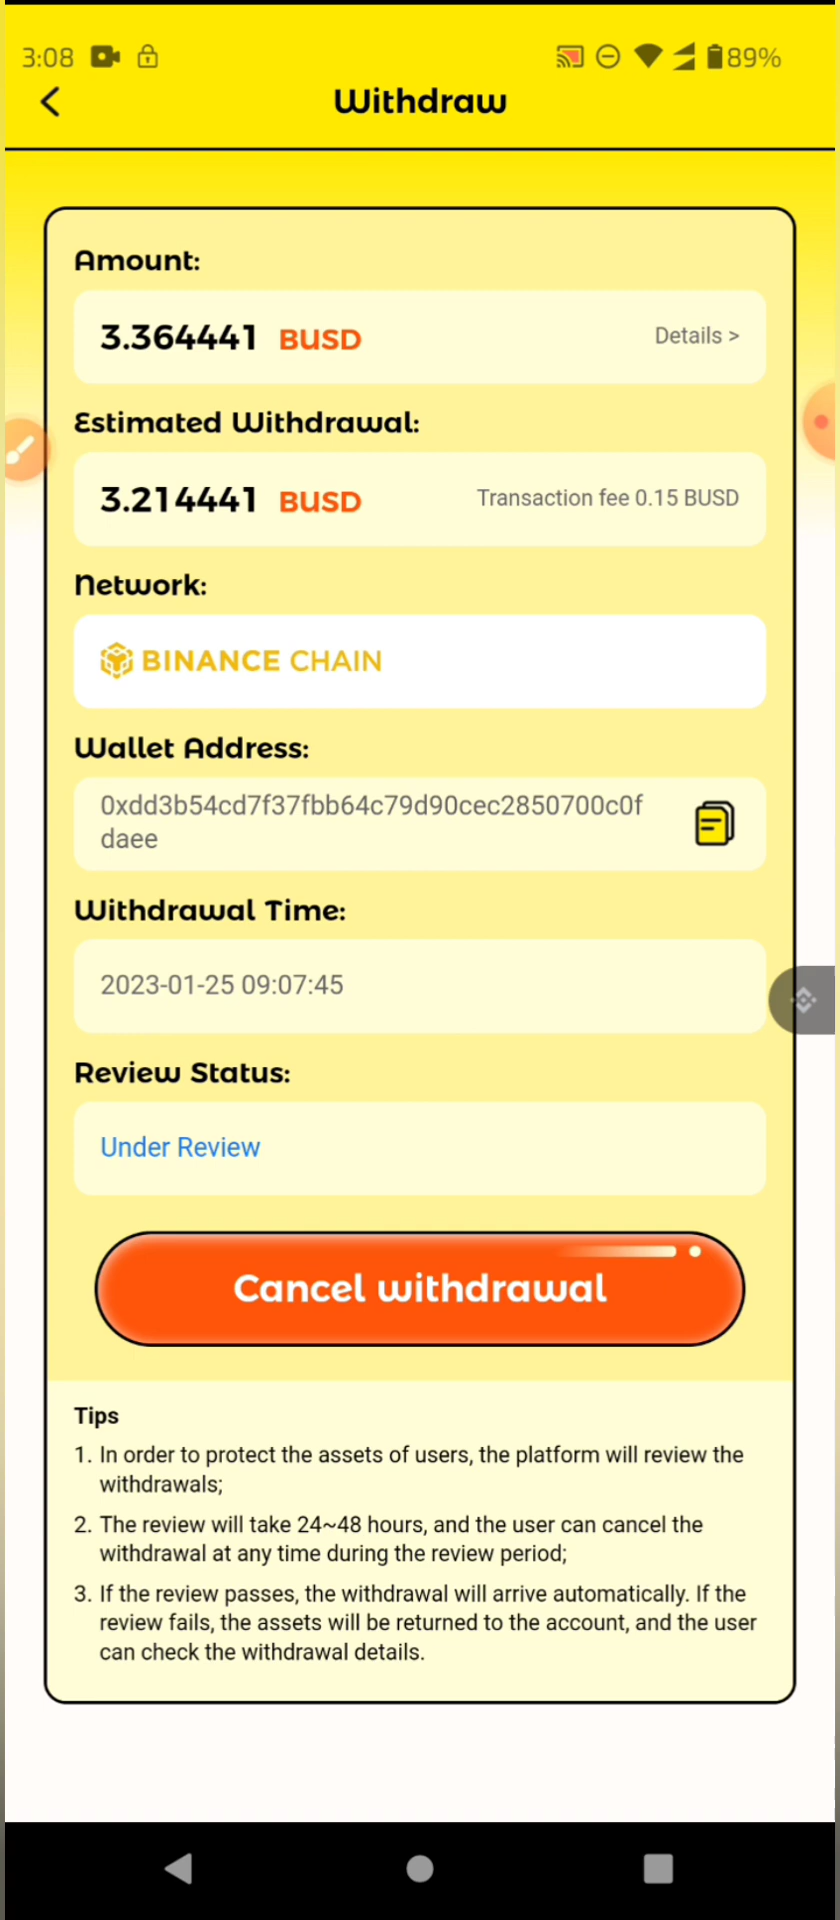 3:08
89%
Withdraw
Amount:
3.364441 BUSD Details >
Estimated Withdrawal:
3.214441 BUSD Transaction fee 0.15 BUSD
Network:
BINANCE CHAIN
Wallet Address:
0xdd3b54cd7f37fbb64c79d90cec2850700c0f
daee
Withdrawal Time:
2023-01-25 09:07:45
Review Status:
Under Review
Cancel withdrawal
Tips
1. In order to protect the assets of users, the platform will review the
withdrawals;
2. The review will take 24~48 hours, and the user can cancel the
withdrawal at any time during the review period;
3. If the review passes, the withdrawal will arrive automatically. If the
review fails, the assets will be returned to the account, and the user
can check the withdrawal details.